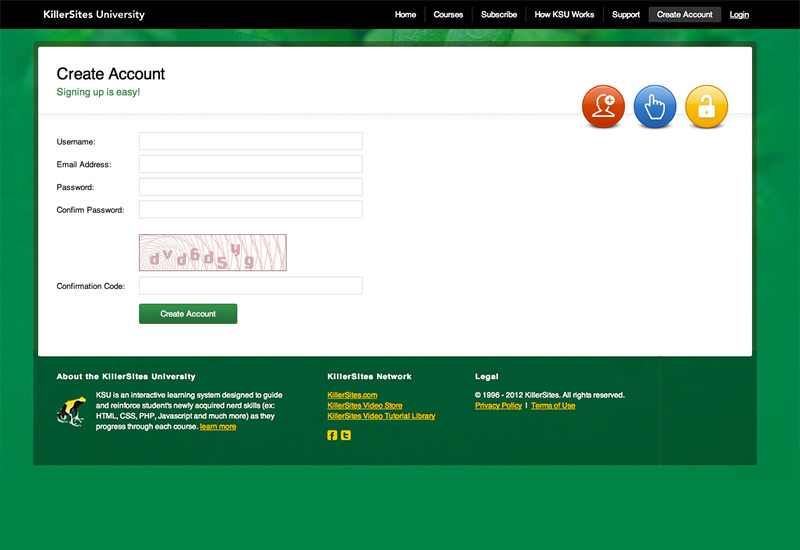 KillerSites University
Home Courses Subscribe How KSU Works Support Create Account Login
Create Account
Signing up is easy!
Username:
Email Address:
Password:
Confirm Password:
dvd6d5yg
Confirmation Code:
Create Account
About the KillerSites University
KSU is an interactive learning system designed to guide
and reinforce student's newly acquired nerd skills (ex:
HTML, CSS, PHP, Javascript and much more) as they
progress through each course. learn more
KillerSites Network
KillerSites.com
KillerSites Video Store
KillerSites Video Tutorial Library
Legal
© 1996 - 2012 KillerSites. All rights reserved.
Privacy Policy | Terms of Use